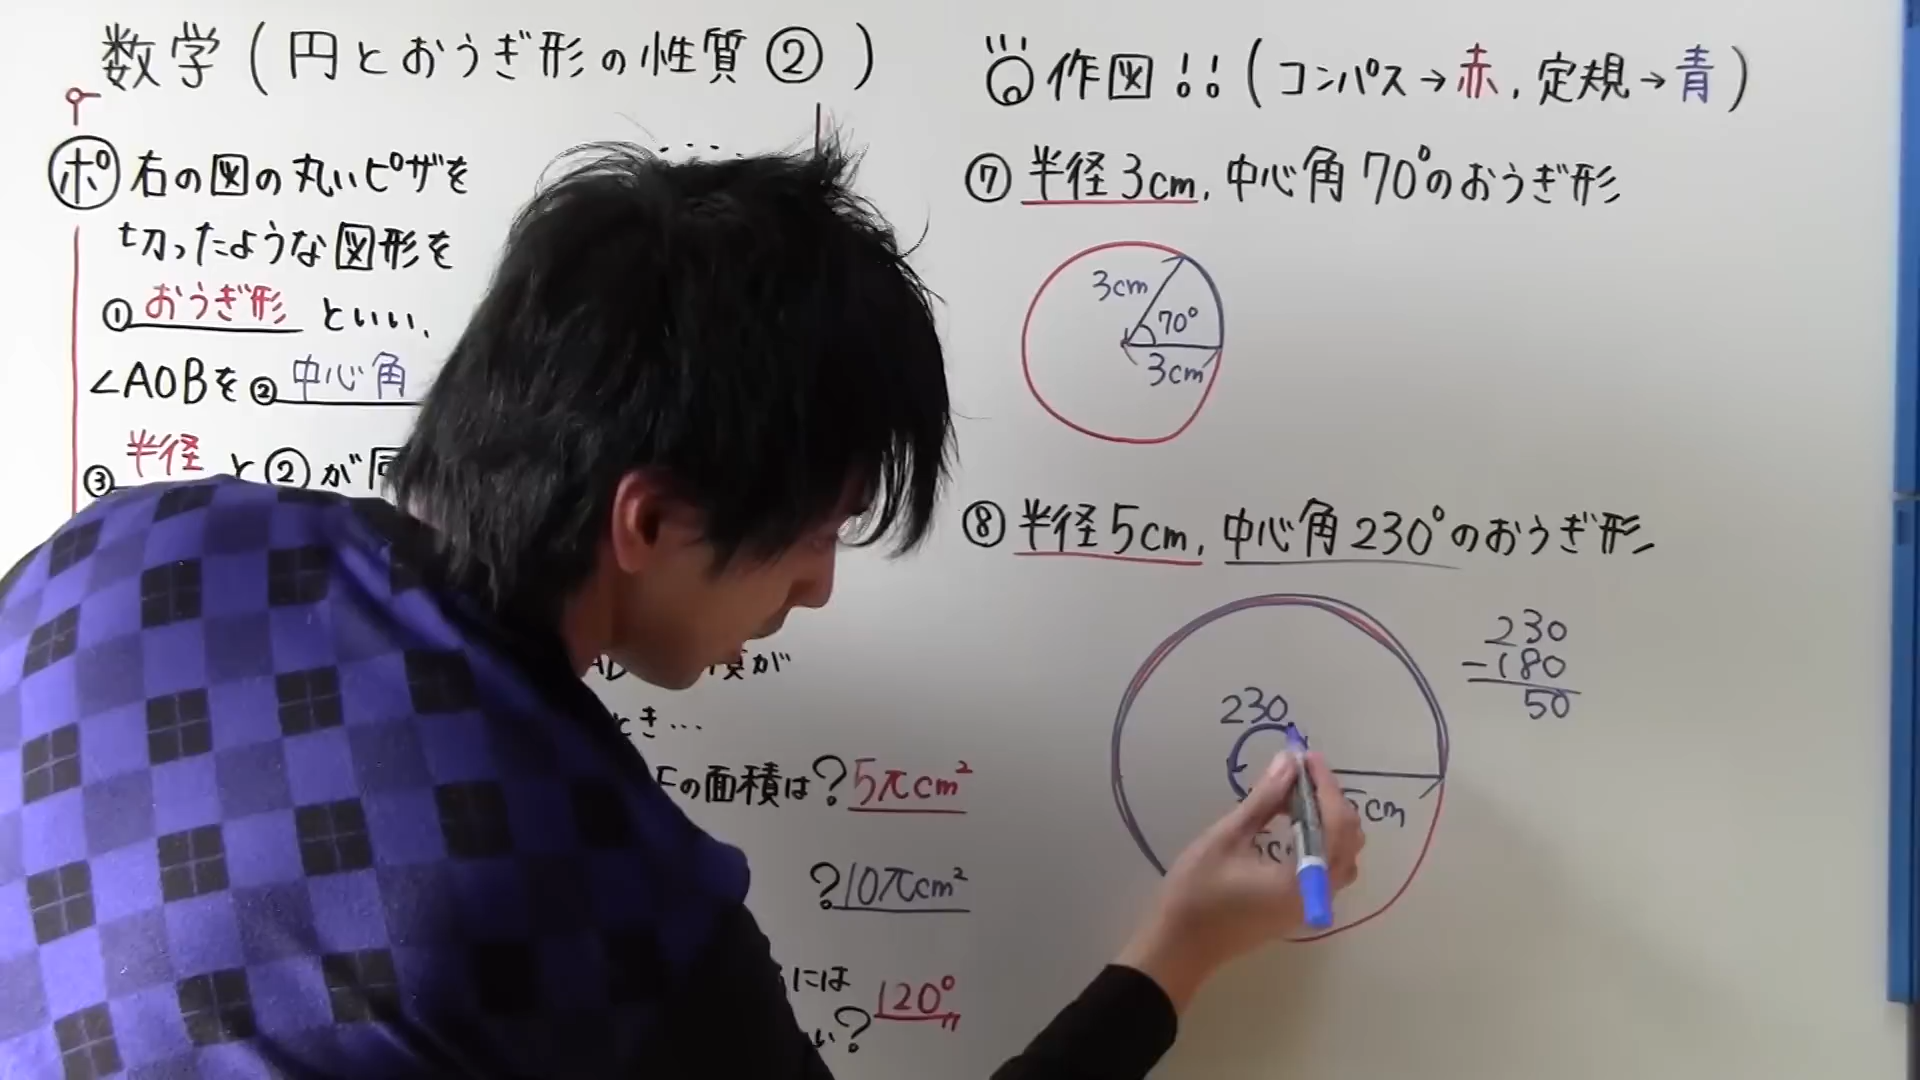 数学(円とおうぎ形の性質②)
ポ 右の図の丸いピザを
切ったような図形を
① おうぎ形 といい、
∠AOBを② 中心角
③ 半径 と②が同
積が
とき…
Fの面積は?5πcm²
?10πcm²
には
?120°
作図!!(コンパス→赤,定規→青)
⑦半径3cm,中心角70°のおうぎ形
3cm
70°
3cm
⑧半径5cm,中心角230°のおうぎ形
230
-180
50
230
5cm